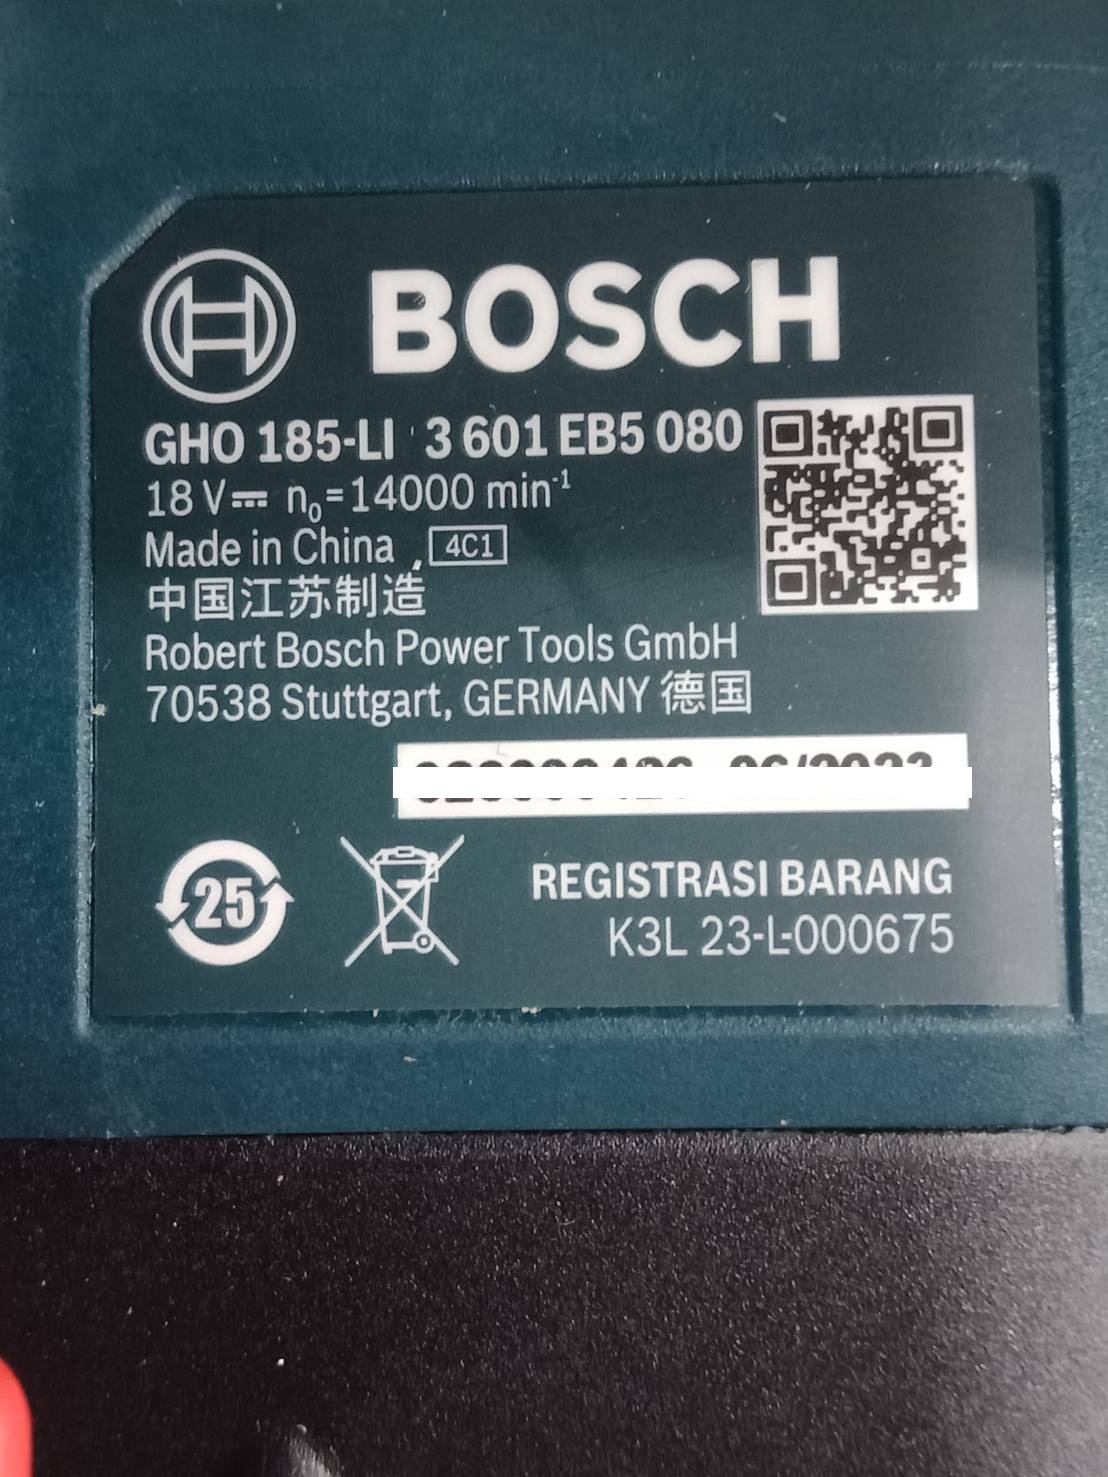 BOSCH
GHO 185-LI 3 601 EB5 080
18 V⎓ n₀=14000 min⁻¹
Made in China 4C1
中国江苏制造
Robert Bosch Power Tools GmbH
70538 Stuttgart, GERMANY 德国
25
REGISTRASI BARANG
K3L 23-L-000675